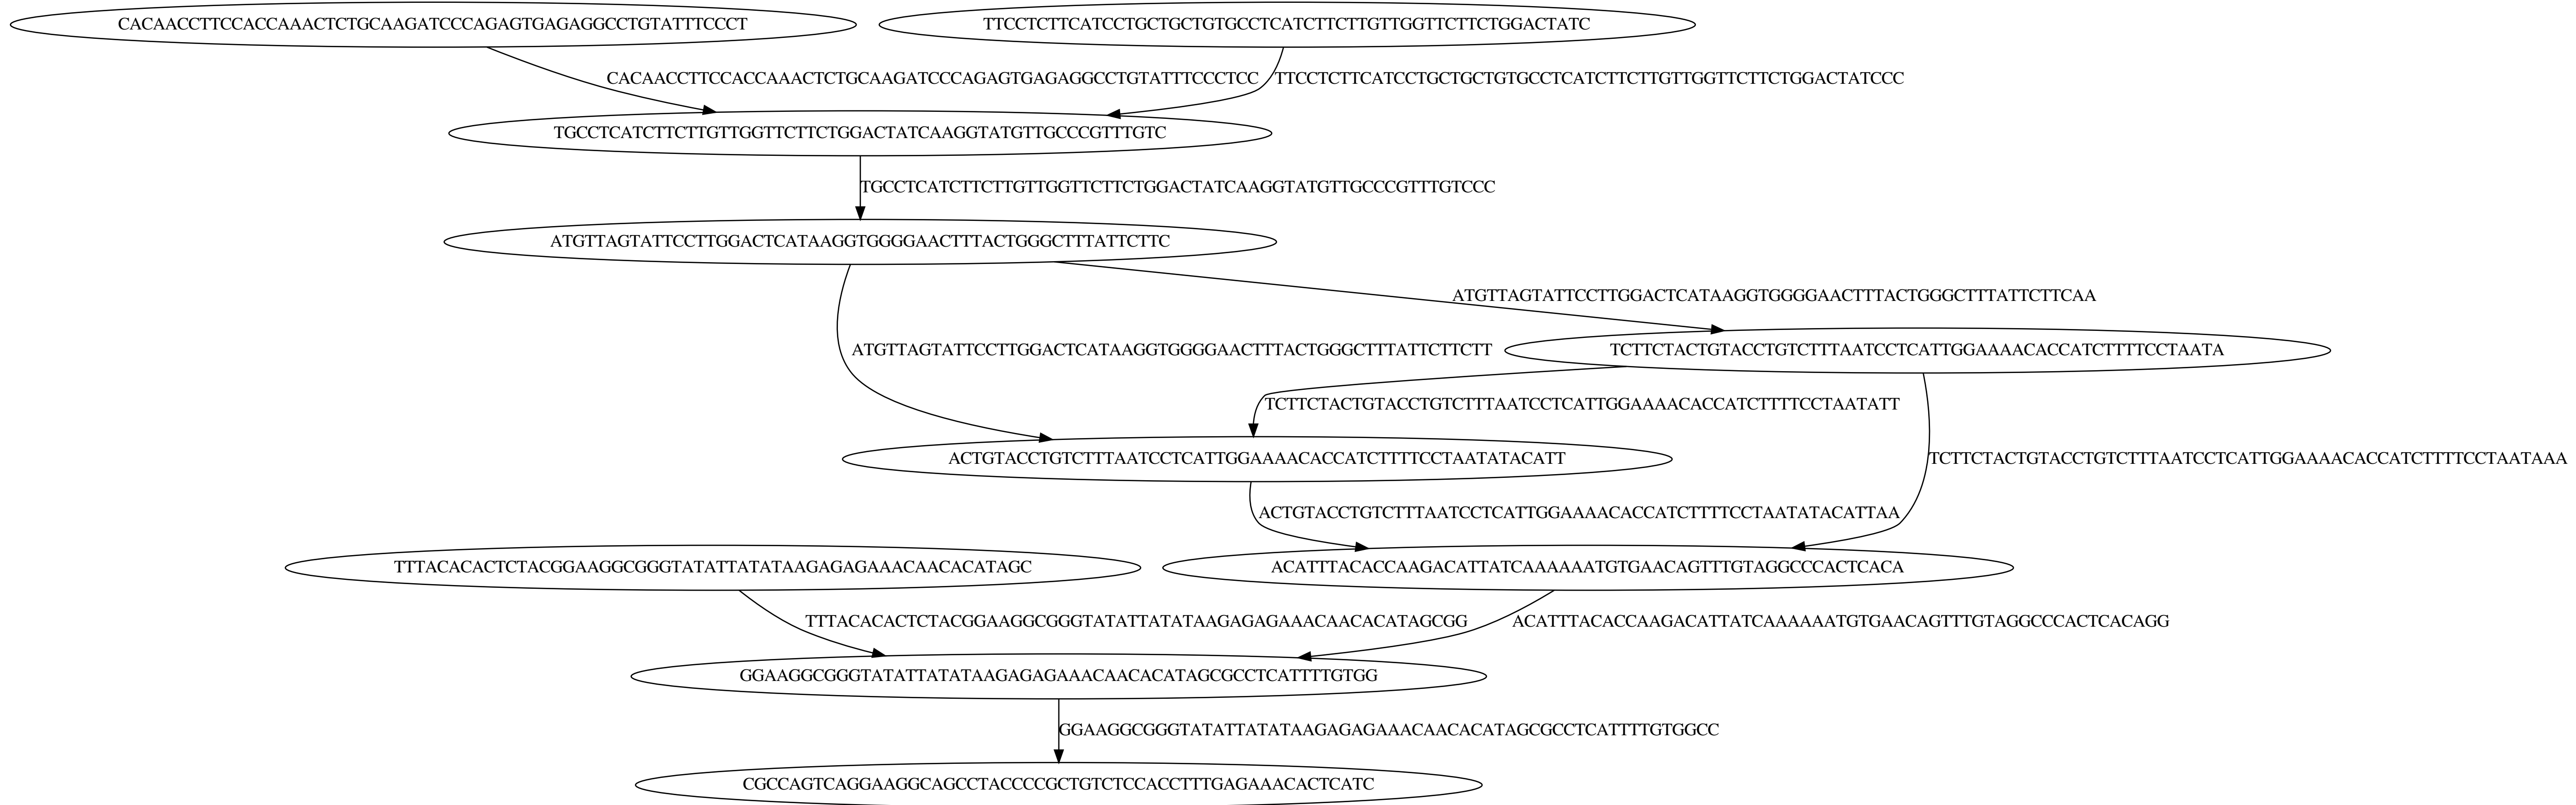 CACAACCTTCCACCAAACTCTGCAAGATCCCAGAGTGAGAGGCCTGTATTTCCCT
TTCCTCTTCATCCTGCTGCTGTGCCTCATCTTCTTGTTGGTTCTTCTGGACTATC
CACAACCTTCCACCAAACTCTGCAAGATCCCAGAGTGAGAGGCCTGTATTTCCCTCC
TTCCTCTTCATCCTGCTGCTGTGCCTCATCTTCTTGTTGGTTCTTCTGGACTATCCC
TGCCTCATCTTCTTGTTGGTTCTTCTGGACTATCAAGGTATGTTGCCCGTTTGTC
TGCCTCATCTTCTTGTTGGTTCTTCTGGACTATCAAGGTATGTTGCCCGTTTGTCCC
ATGTTAGTATTCCTTGGACTCATAAGGTGGGGAACTTTACTGGGCTTTATTCTTC
ATGTTAGTATTCCTTGGACTCATAAGGTGGGGAACTTTACTGGGCTTTATTCTTCAA
ATGTTAGTATTCCTTGGACTCATAAGGTGGGGAACTTTACTGGGCTTTATTCTTCTT
TCTTCTACTGTACCTGTCTTTAATCCTCATTGGAAAACACCATCTTTTCCTAATA
TCTTCTACTGTACCTGTCTTTAATCCTCATTGGAAAACACCATCTTTTCCTAATATT
ACTGTACCTGTCTTTAATCCTCATTGGAAAACACCATCTTTTCCTAATATACATT
TCTTCTACTGTACCTGTCTTTAATCCTCATTGGAAAACACCATCTTTTCCTAATAAA
ACTGTACCTGTCTTTAATCCTCATTGGAAAACACCATCTTTTCCTAATATACATTAA
TTTACACACTCTACGGAAGGCGGGTATATTATATAAGAGAGAAACAACACATAGC
ACATTTACACCAAGACATTATCAAAAAATGTGAACAGTTTGTAGGCCCACTCACA
TTTACACACTCTACGGAAGGCGGGTATATTATATAAGAGAGAAACAACACATAGCGG
ACATTTACACCAAGACATTATCAAAAAATGTGAACAGTTTGTAGGCCCACTCACAGG
GGAAGGCGGGTATATTATATAAGAGAGAAACAACACATAGCGCCTCATTTTGTGG
GGAAGGCGGGTATATTATATAAGAGAGAAACAACACATAGCGCCTCATTTTGTGGCC
CGCCAGTCAGGAAGGCAGCCTACCCCGCTGTCTCCACCTTTGAGAAACACTCATC